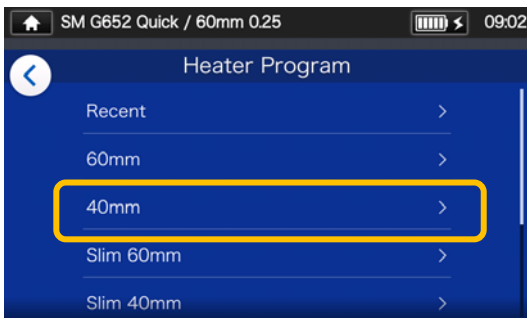 SM G652 Quick / 60mm 0.25 09:02
Heater Program
Recent
60mm
40mm
Slim 60mm
Slim 40mm